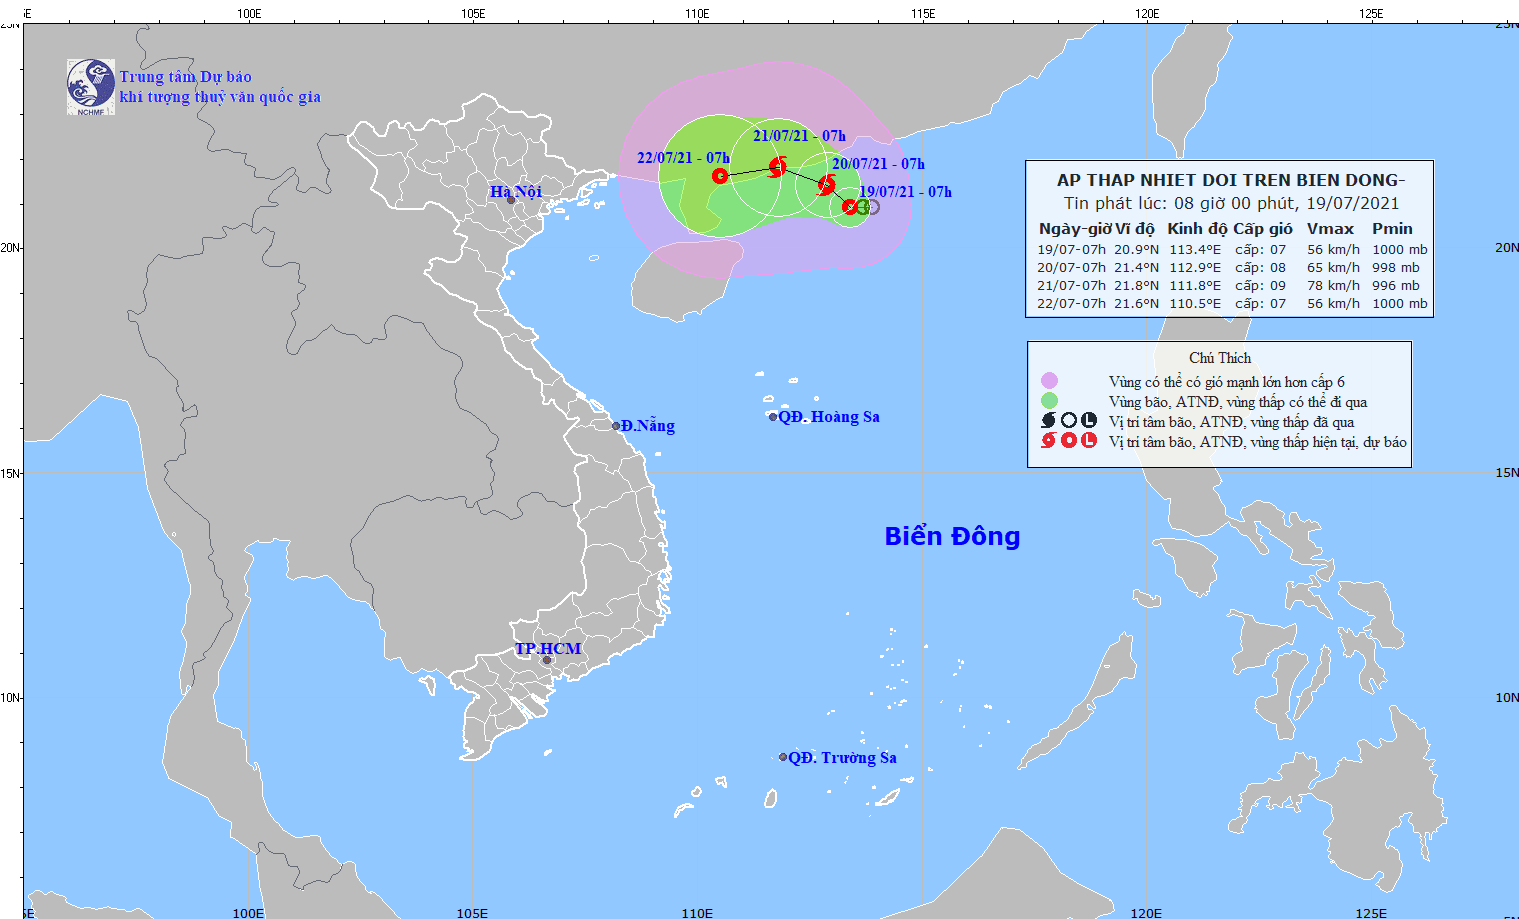 100E 105E 110E 115E 120E 125E
25N 25N
Trung tâm Dự báo
khí tượng thuỷ văn quốc gia
NCHMF
21/07/21 - 07h
22/07/21 - 07h
20/07/21 - 07h
19/07/21 - 07h
Hà Nội
20N 20N
AP THAP NHIET DOI TREN BIEN DONG-
Tin phát lúc: 08 giờ 00 phút, 19/07/2021
Ngày-giờ Vĩ độ Kinh độ Cấp gió Vmax Pmin
19/07-07h 20.9°N 113.4°E cấp: 07 56 km/h 1000 mb
20/07-07h 21.4°N 112.9°E cấp: 08 65 km/h 998 mb
21/07-07h 21.8°N 111.8°E cấp: 09 78 km/h 996 mb
22/07-07h 21.6°N 110.5°E cấp: 07 56 km/h 1000 mb
Chú Thích
Vùng có thể có gió mạnh lớn hơn cấp 6
Vùng bão, ATNĐ, vùng thấp có thể đi qua
L Vị trí tâm bão, ATNĐ, vùng thấp đã qua
L Vị trí tâm bão, ATNĐ, vùng thấp hiện tại, dự báo
QĐ. Hoàng Sa
Đ.Nẵng
15N 15N
Biển Đông
TP.HCM
10N 10N
QĐ. Trường Sa
100E 105E 110E 120E 125E